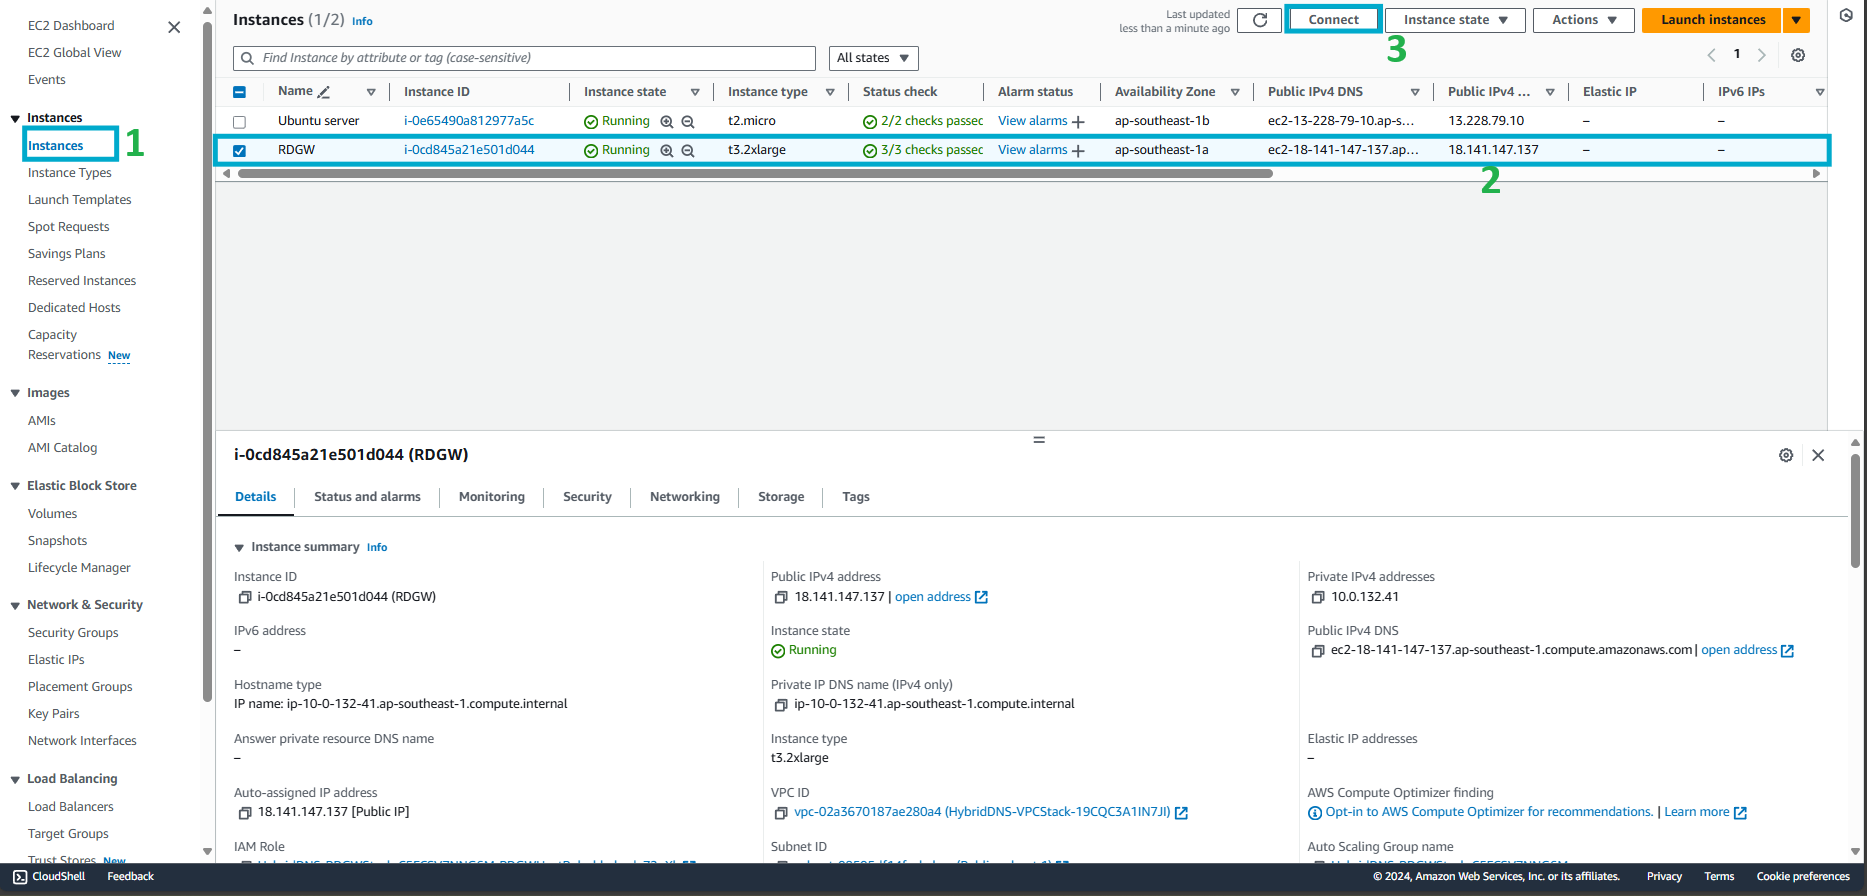 EC2 Dashboard
EC2 Global View
Events
Instances
Instances
1
Instance Types
Launch Templates
Spot Requests
Savings Plans
Reserved Instances
Dedicated Hosts
Capacity
Reservations New
Images
AMIs
AMI Catalog
Elastic Block Store
Volumes
Snapshots
Lifecycle Manager
Network & Security
Security Groups
Elastic IPs
Placement Groups
Key Pairs
Network Interfaces
Load Balancing
Load Balancers
Target Groups
Trust Stores New
Instances (1/2) Info
Last updated
less than a minute ago
Connect
Instance state
Actions
Launch instances
3
Find Instance by attribute or tag (case-sensitive)
All states
1
Name Instance ID Instance state Instance type Status check Alarm status Availability Zone Public IPv4 DNS Public IPv4 ... Elastic IP IPv6 IPs
Ubuntu server i-0e65490a812977a5c Running t2.micro 2/2 checks passec View alarms + ap-southeast-1b ec2-13-228-79-10.ap-s... 13.228.79.10 – –
RDGW i-0cd845a21e501d044 Running t3.2xlarge 3/3 checks passec View alarms + ap-southeast-1a ec2-18-141-147-137.ap... 18.141.147.137 – –
2
i-0cd845a21e501d044 (RDGW)
Details Status and alarms Monitoring Security Networking Storage Tags
Instance summary Info
Instance ID
i-0cd845a21e501d044 (RDGW)
Public IPv4 address
18.141.147.137 | open address
Private IPv4 addresses
10.0.132.41
IPv6 address
–
Instance state
Running
Public IPv4 DNS
ec2-18-141-147-137.ap-southeast-1.compute.amazonaws.com | open address
Hostname type
IP name: ip-10-0-132-41.ap-southeast-1.compute.internal
Private IP DNS name (IPv4 only)
ip-10-0-132-41.ap-southeast-1.compute.internal
Answer private resource DNS name
–
Instance type
t3.2xlarge
Elastic IP addresses
–
Auto-assigned IP address
18.141.147.137 [Public IP]
VPC ID
vpc-02a3670187ae280a4 (HybridDNS-VPCStack-19CQC3A1IN7JI)
AWS Compute Optimizer finding
Opt-in to AWS Compute Optimizer for recommendations. | Learn more
IAM Role
Subnet ID
Auto Scaling Group name
CloudShell
Feedback
© 2024, Amazon Web Services, Inc. or its affiliates.
Privacy
Terms
Cookie preferences